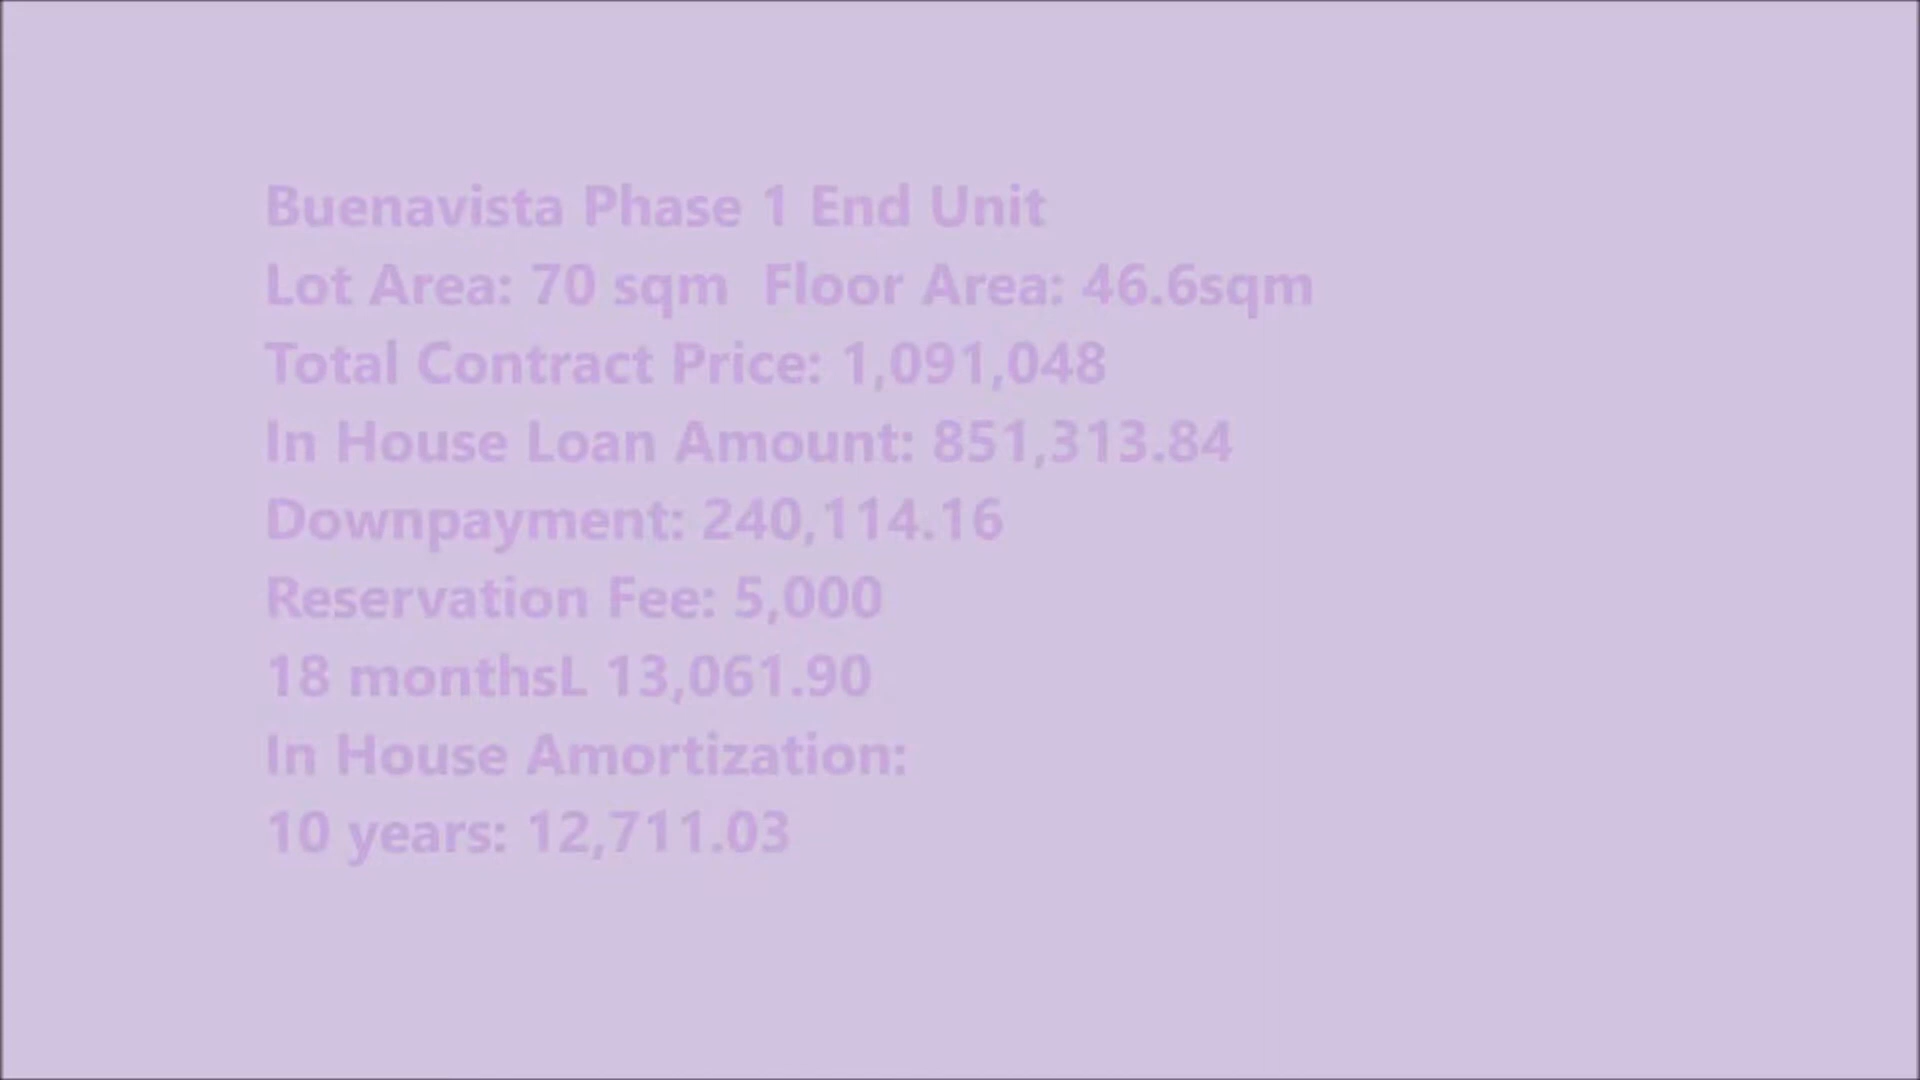 Buenavista Phase 1 End Unit
Lot Area: 70 sqm  Floor Area: 46.6sqm
Total Contract Price: 1,091,048
In House Loan Amount: 851,313.84
Downpayment: 240,114.16
Reservation Fee: 5,000
18 monthsL 13,061.90
In House Amortization:
10 years: 12,711.03